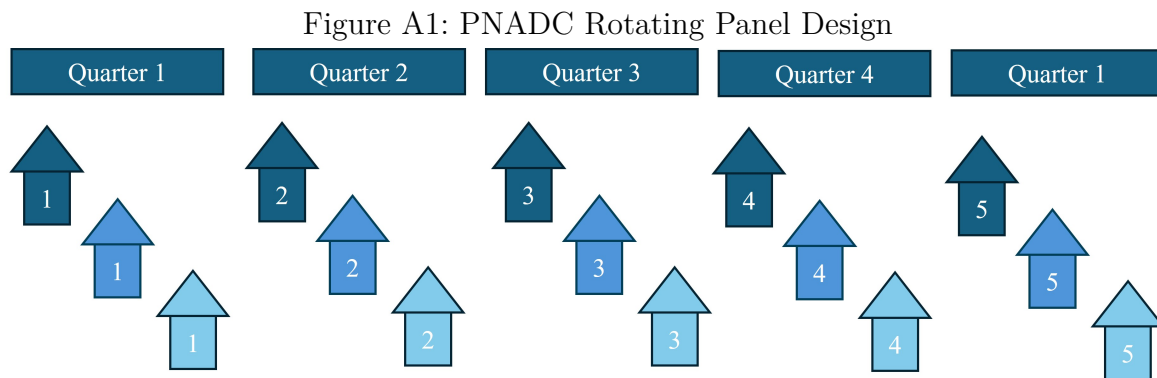 Figure A1: PNADC Rotating Panel Design
Quarter 1 Quarter 2 Quarter 3 Quarter 4 Quarter 1
1 2 3 4 5
1 2 3 4 5
1 2 3 4 5